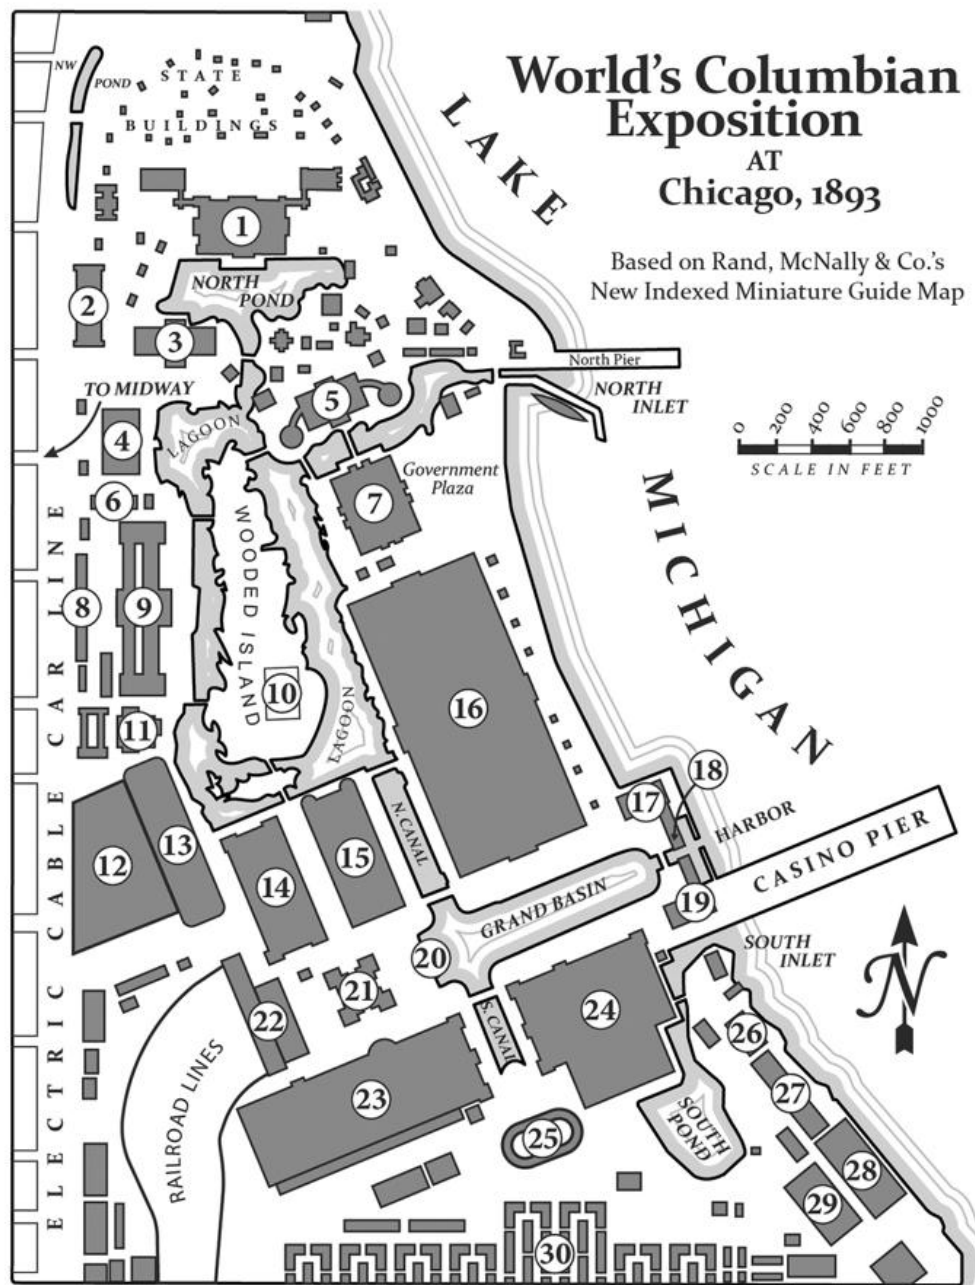 World's Columbian
Exposition
AT
Chicago, 1893
Based on Rand, McNally & Co.'s
New Indexed Miniature Guide Map
NW
POND
STATE
BUILDINGS
LAKE
1
NORTH
POND
2
3
North Pier
NORTH
INLET
TO MIDWAY
5
4
LAGOON
0 200 400 600 800 1000
SCALE IN FEET
Government
Plaza
7
6
MICHIGAN
WOODED ISLAND
8
9
10
16
LAGOON
11
18
17
HARBOR
N. CANAL
CASINO PIER
13
12
15
14
GRAND BASIN
19
20
SOUTH
INLET
N
21
22
S. CANAL
24
26
27
RAILROAD LINES
23
SOUTH
POND
25
28
29
30
ELECTRIC CABLE CAR LINE